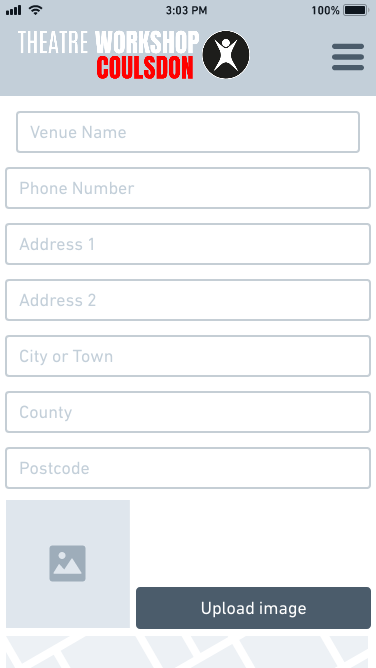 3:03 PM
100%
THEATRE WORKSHOP
COULSDON
Venue Name
Phone Number
Address 1
Address 2
City or Town
County
Postcode
Upload image